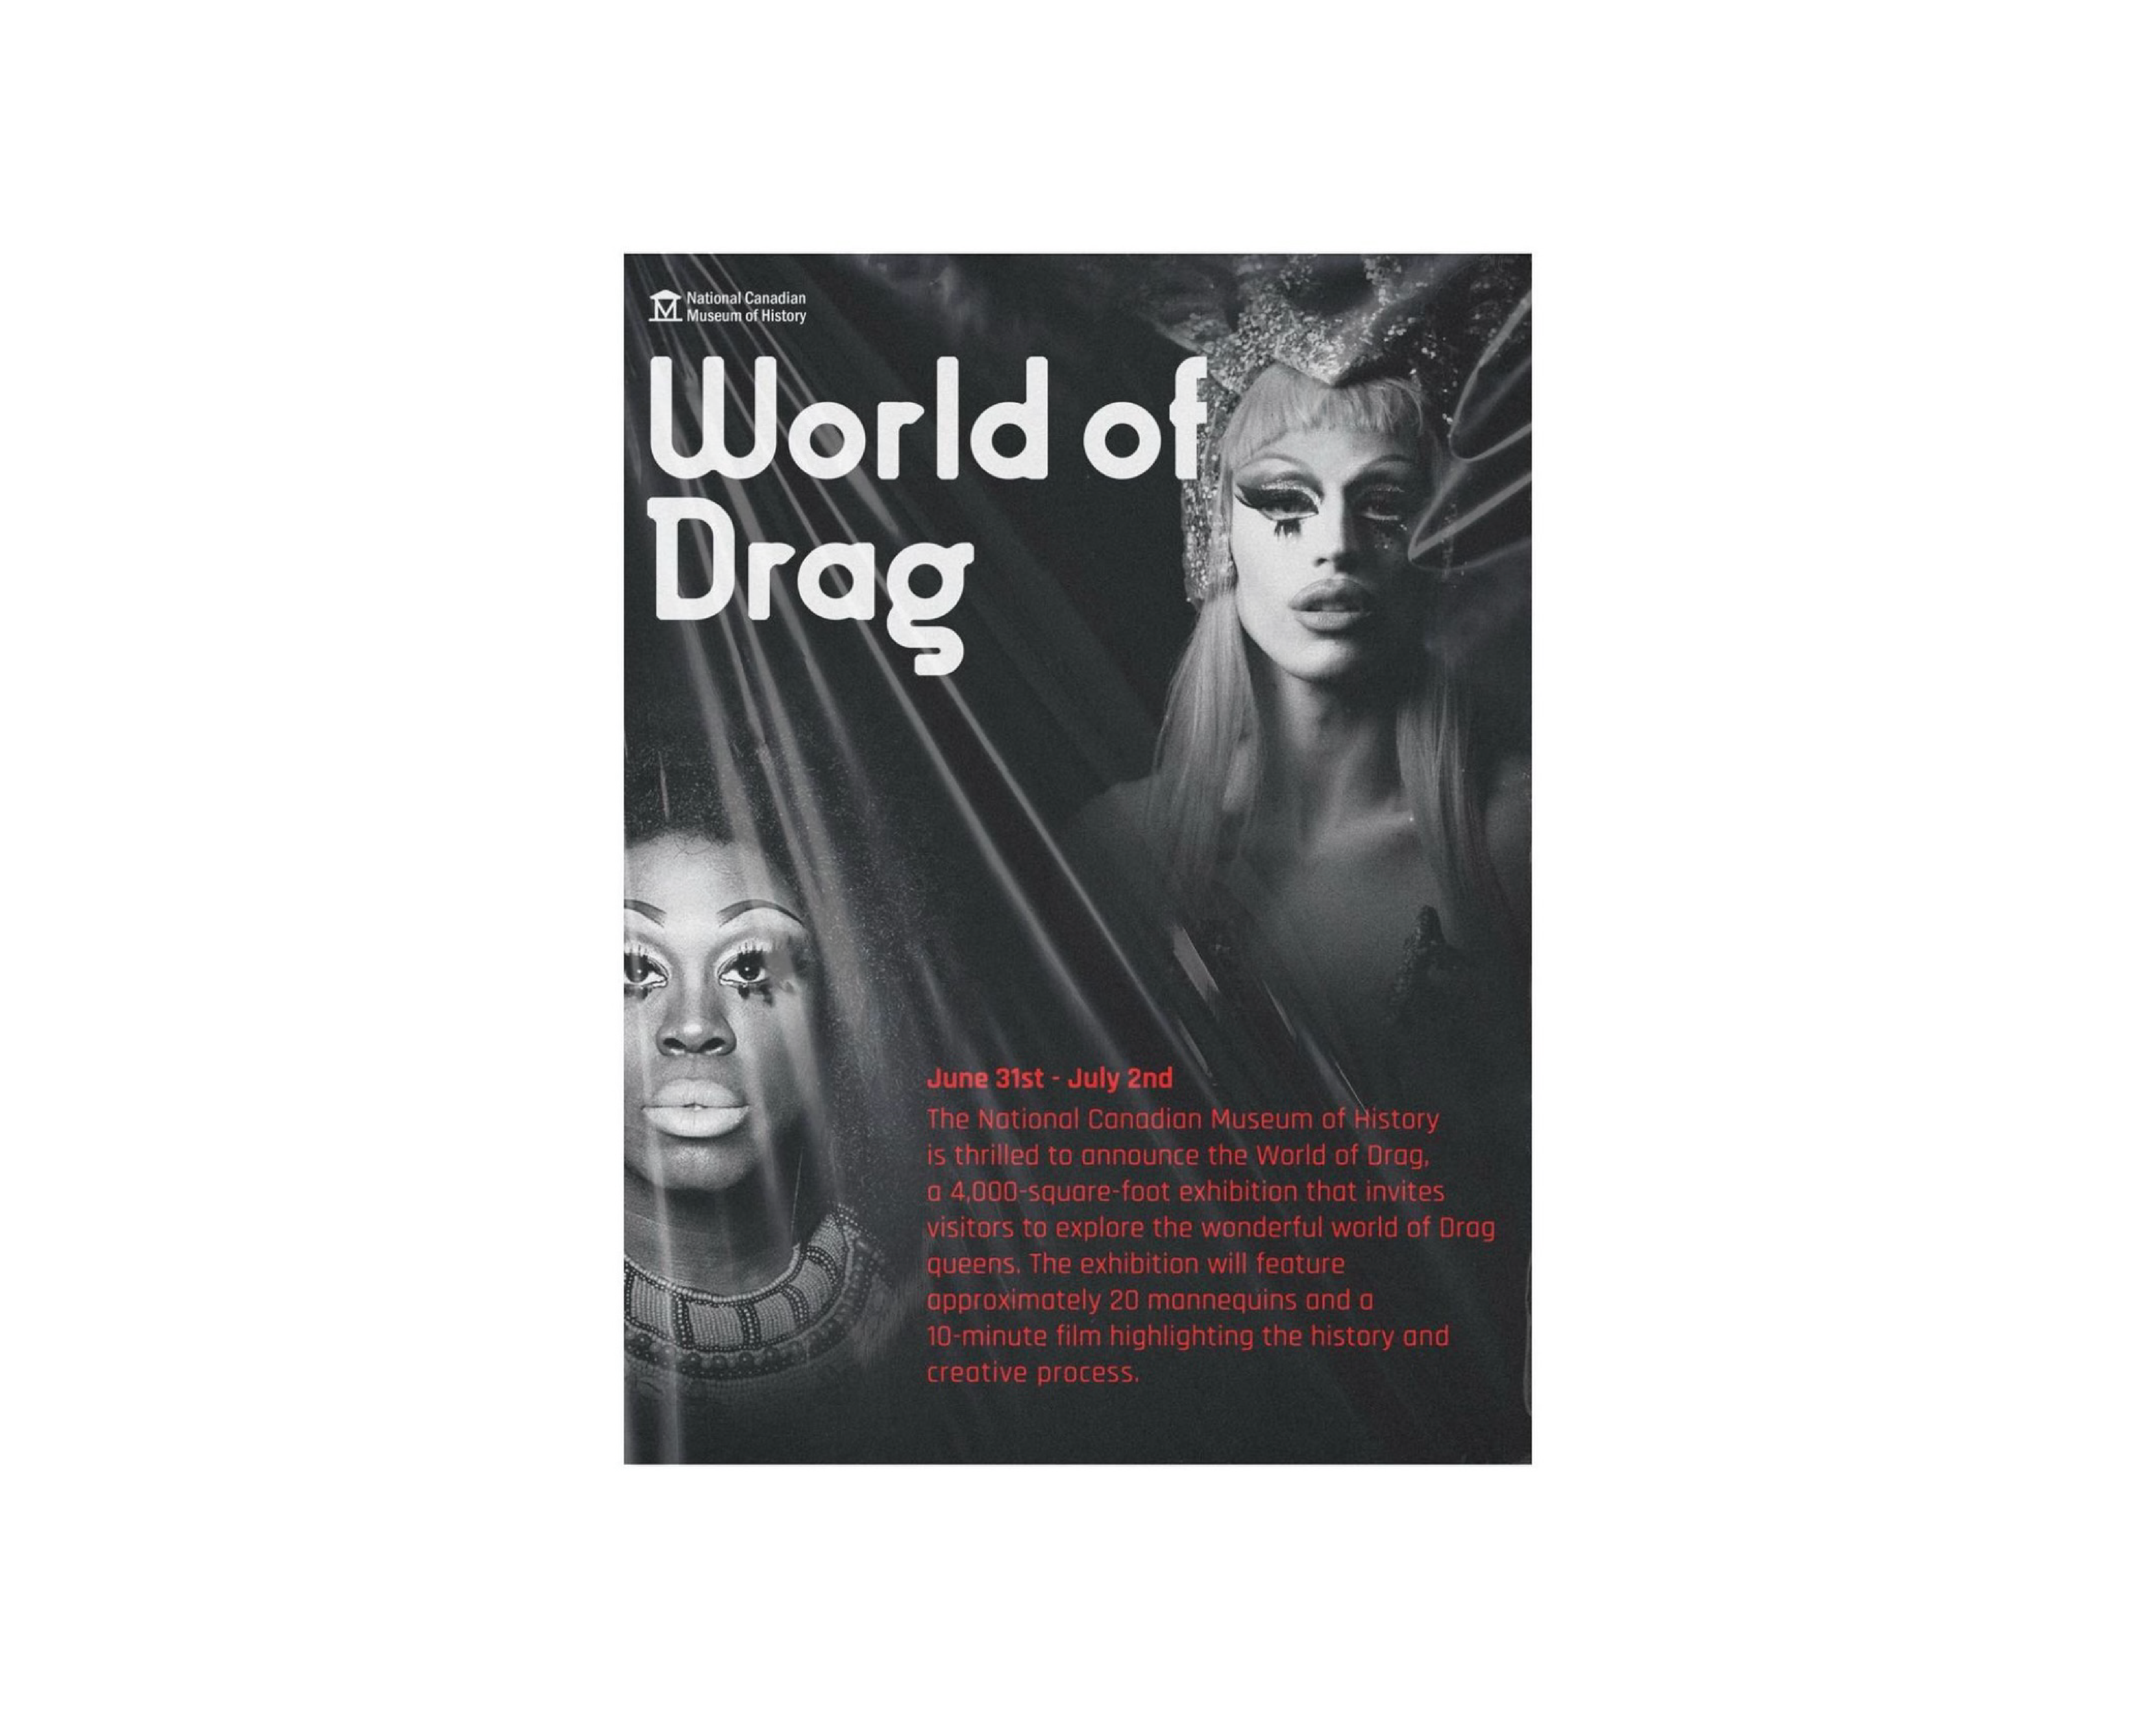 National Canadian
Museum of History
World of
Drag
June 31st - July 2nd
The National Canadian Museum of History
is thrilled to announce the World of Drag,
a 4,000-square-foot exhibition that invites
visitors to explore the wonderful world of Drag
queens. The exhibition will feature
approximately 20 mannequins and a
10-minute film highlighting the history and
creative process.